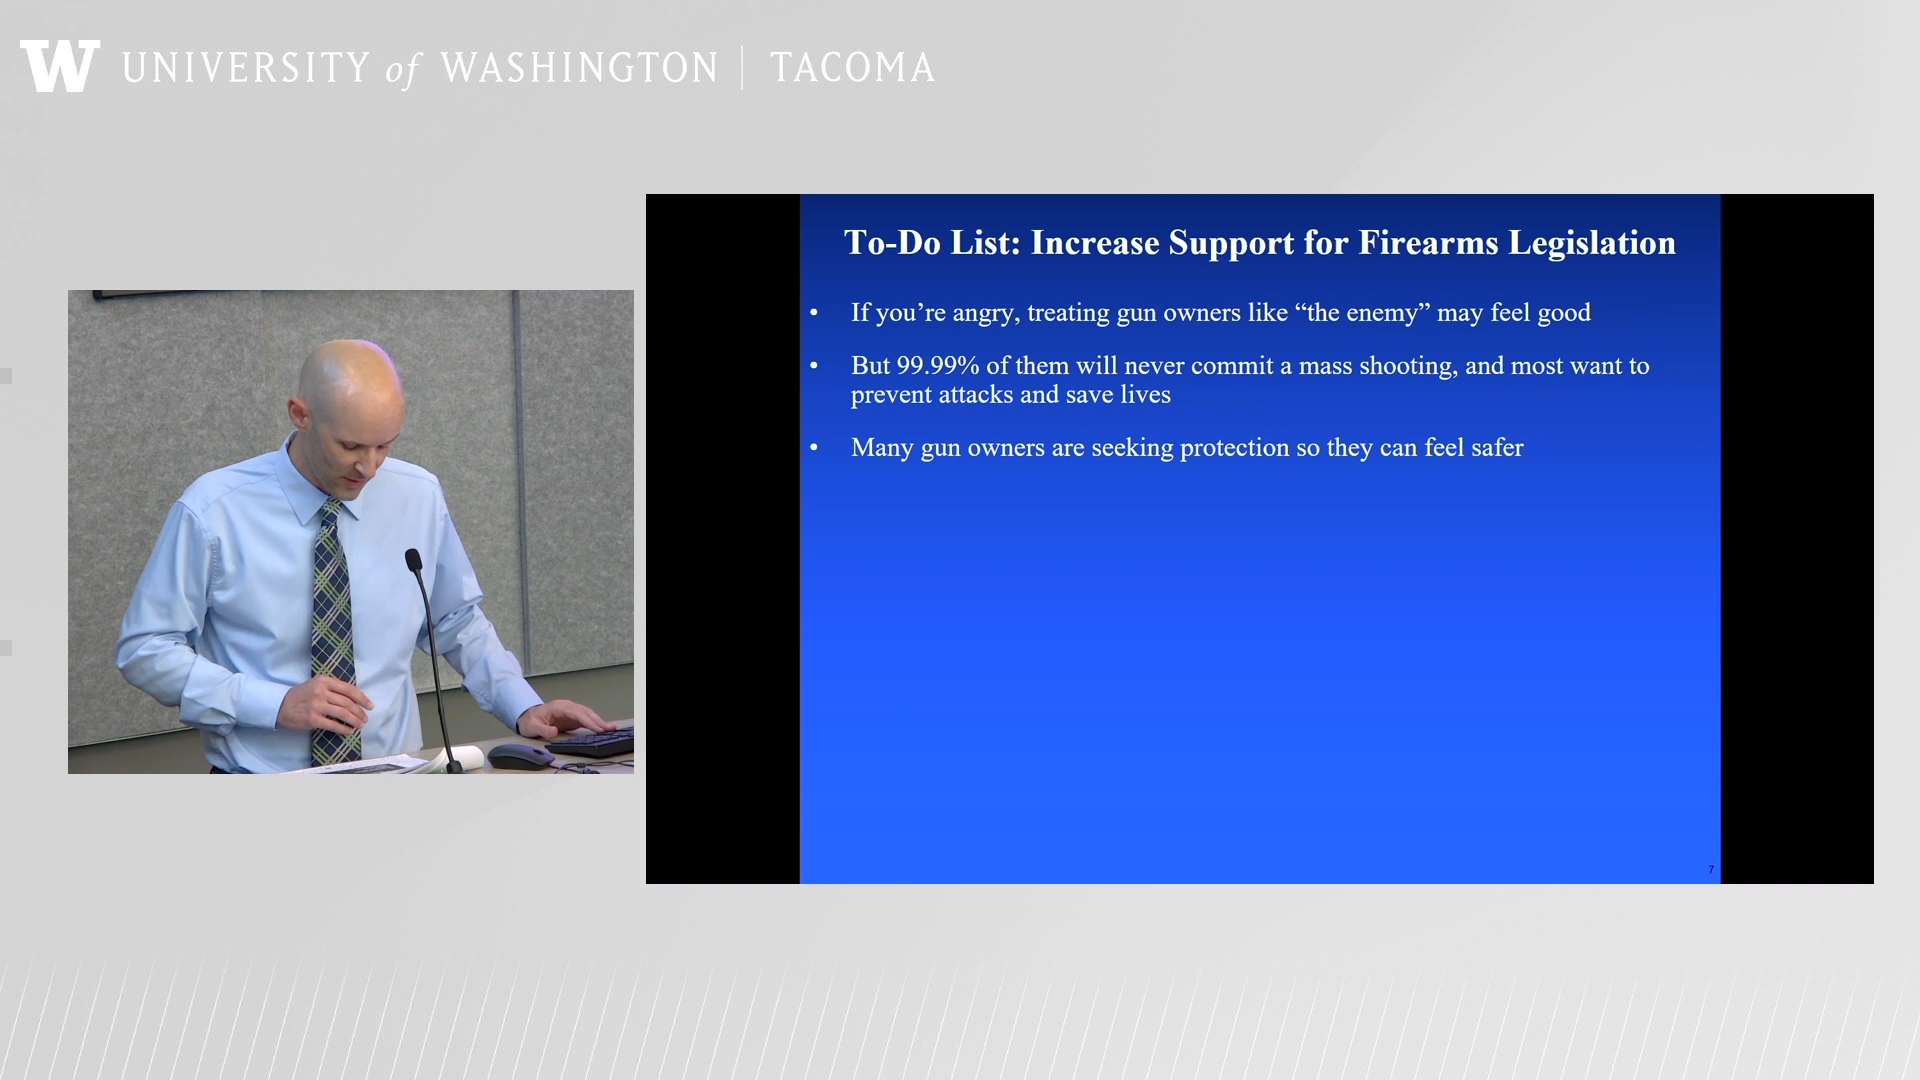 W UNIVERSITY of WASHINGTON | TACOMA
To-Do List: Increase Support for Firearms Legislation
• If you’re angry, treating gun owners like “the enemy” may feel good
• But 99.99% of them will never commit a mass shooting, and most want to
prevent attacks and save lives
• Many gun owners are seeking protection so they can feel safer
7